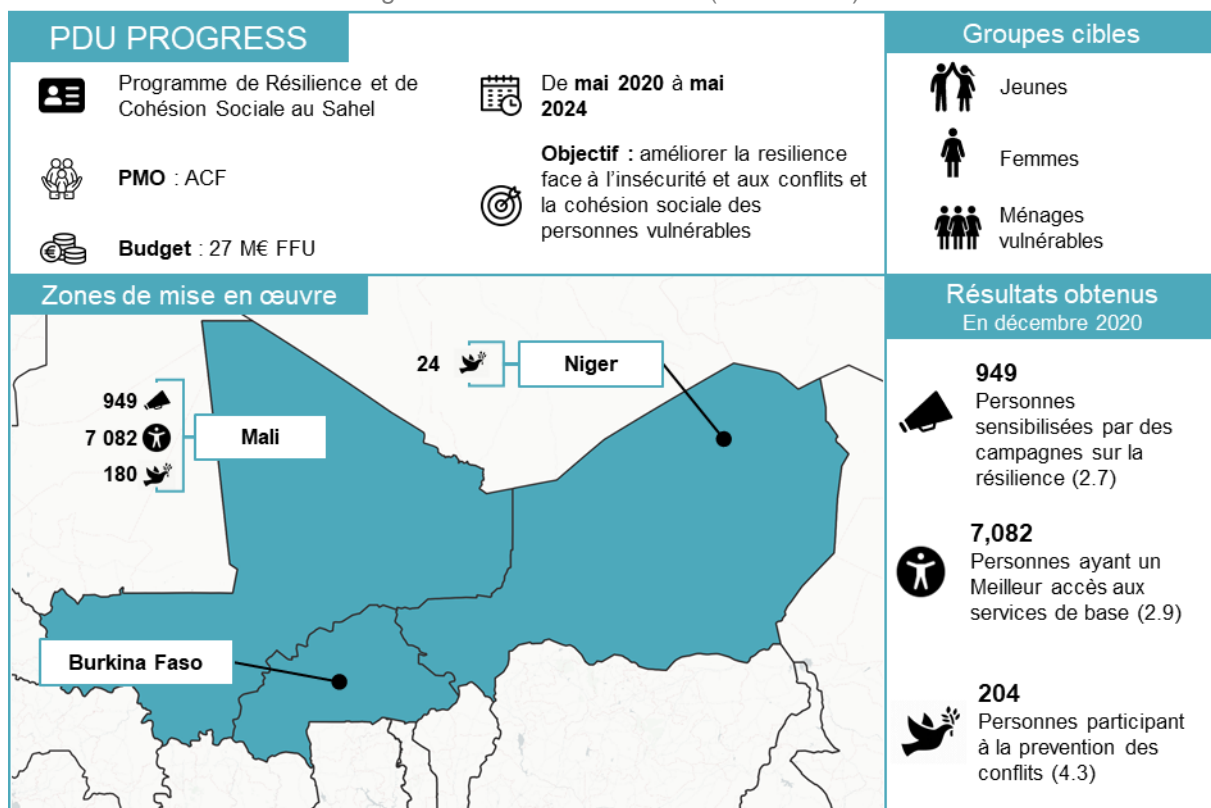 PDU PROGRESS
Programme de Résilience et de
Cohésion Sociale au Sahel
PMO : ACF
Budget : 27 M€ FFU
De mai 2020 à mai
2024
Objectif : améliorer la resilience
face à l'insécurité et aux conflits et
la cohésion sociale des
personnes vulnérables
Groupes cibles
Jeunes
Femmes
Ménages
vulnérables
Zones de mise en œuvre
949
7 082
180
Mali
24
Niger
Burkina Faso
Résultats obtenus
En décembre 2020
949
Personnes
sensibilisées par des
campagnes sur la
résilience (2.7)
7,082
Personnes ayant un
Meilleur accès aux
services de base (2.9)
204
Personnes participant
à la prevention des
conflits (4.3)